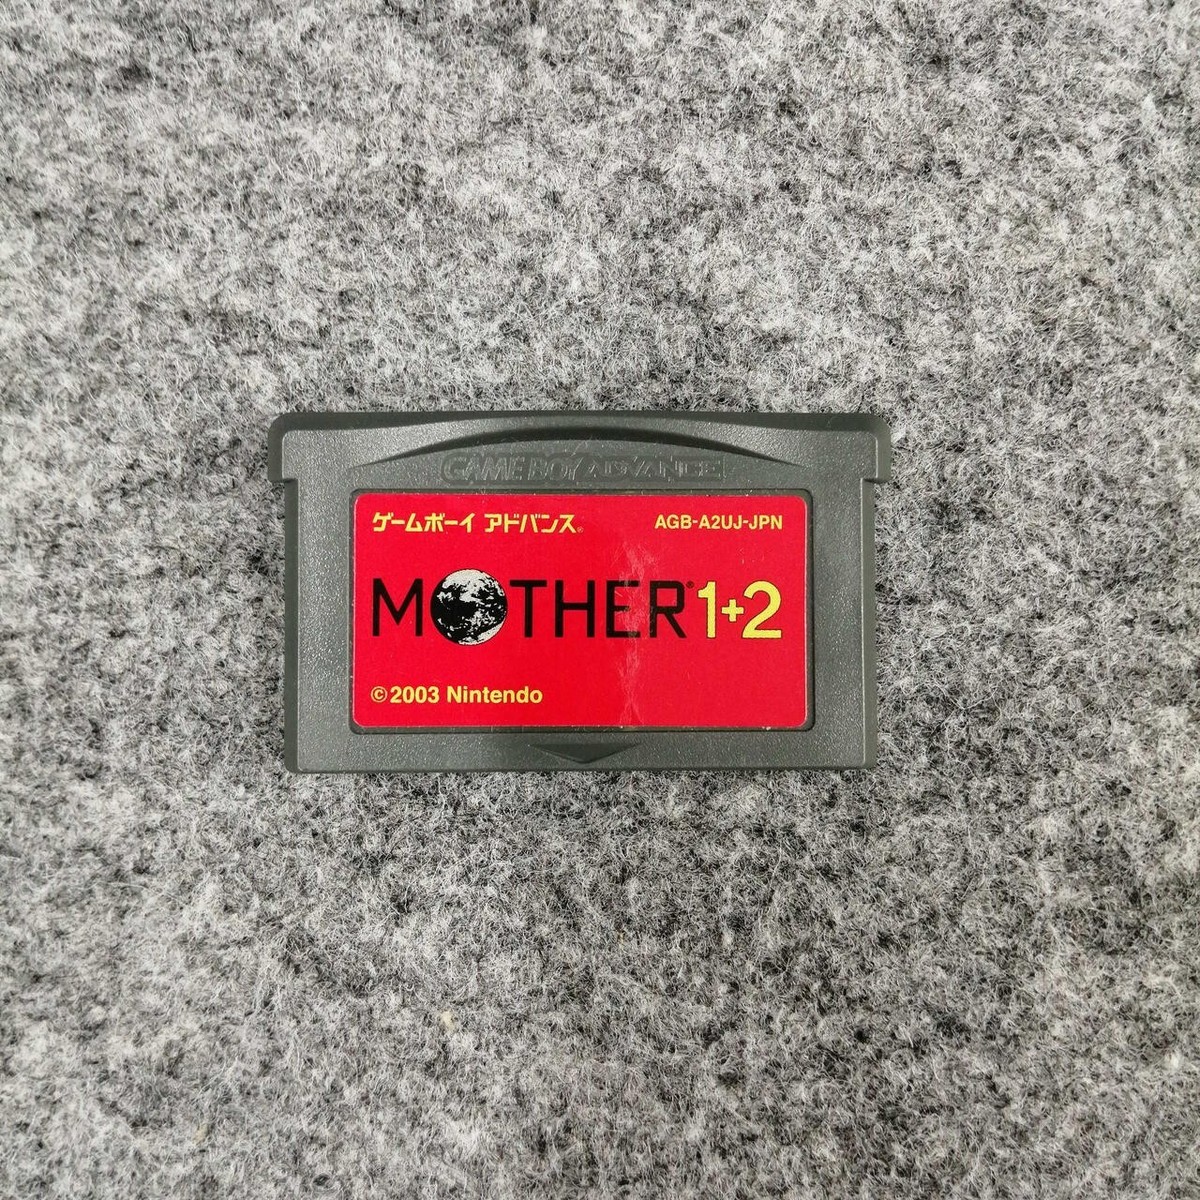 GAME BOY ADVANCE
ゲームボーイ アドバンス® AGB-A2UJ-JPN
MOTHER® 1+2
© 2003 Nintendo